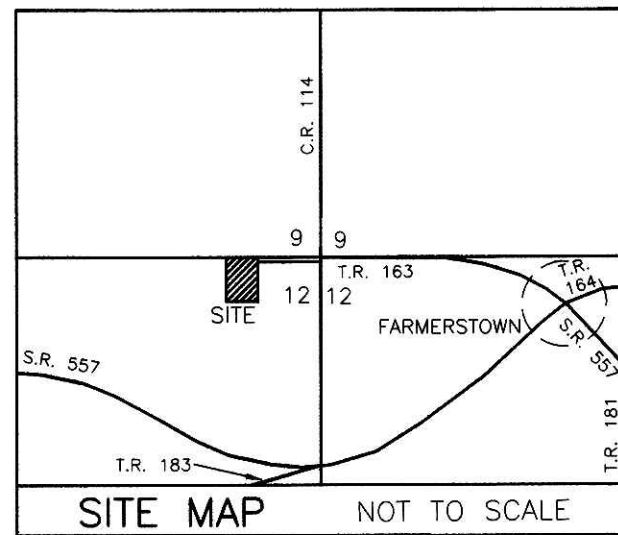 C.R. 114
9 9
T.R. 163
T.R.
164
12 12
SITE
FARMERSTOWN
S.R. 557
S.R. 557
T.R. 181
T.R. 183
SITE MAP NOT TO SCALE